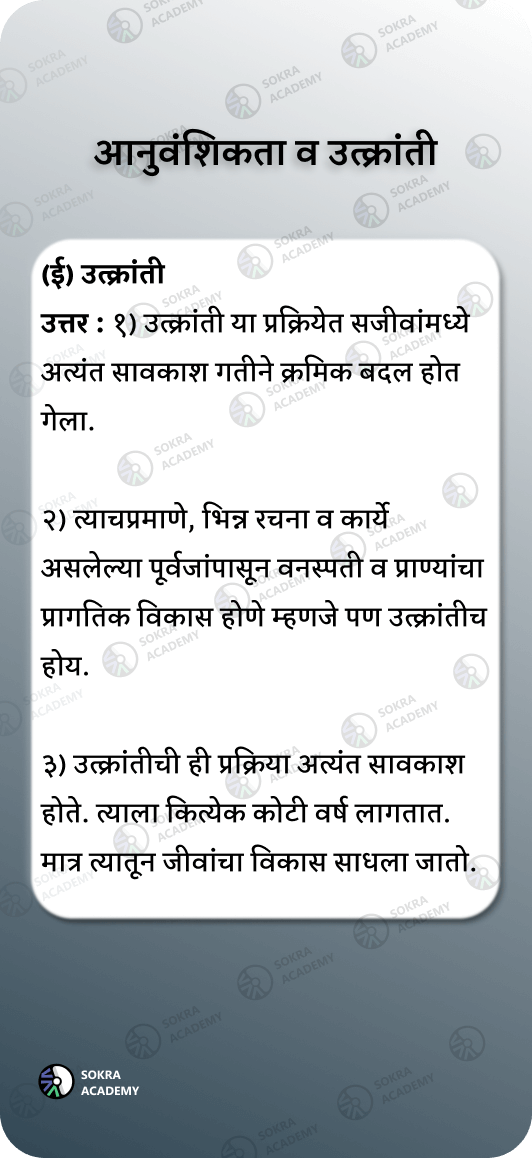 आनुवंशिकता व उत्क्रांती
(ई) उत्क्रांती
उत्तर : १) उत्क्रांती या प्रक्रियेत सजीवांमध्ये
अत्यंत सावकाश गतीने क्रमिक बदल होत
गेला.
२) त्याचप्रमाणे, भिन्न रचना व कार्ये
असलेल्या पूर्वजांपासून वनस्पती व प्राण्यांचा
प्रागतिक विकास होणे म्हणजे पण उत्क्रांतीच
होय.
३) उत्क्रांतीची ही प्रक्रिया अत्यंत सावकाश
होते. त्याला कित्येक कोटी वर्ष लागतात.
मात्र त्यातून जीवांचा विकास साधला जातो.
SOKRA
ACADEMY